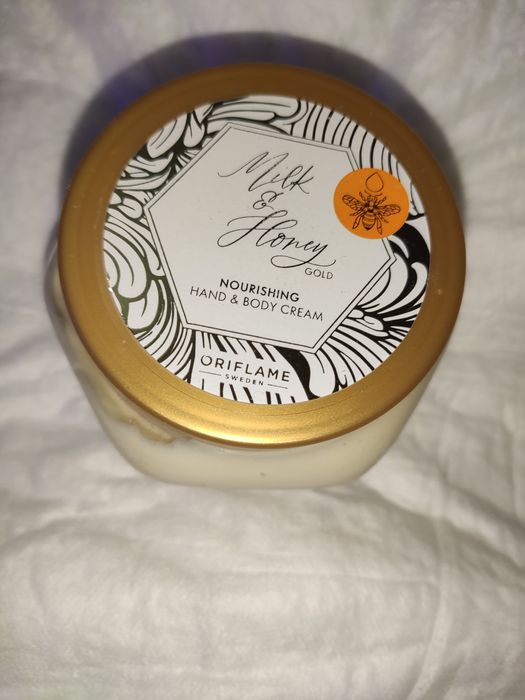 Milk
&
Honey
GOLD
NOURISHING
HAND & BODY CREAM
ORIFLAME
SWEDEN